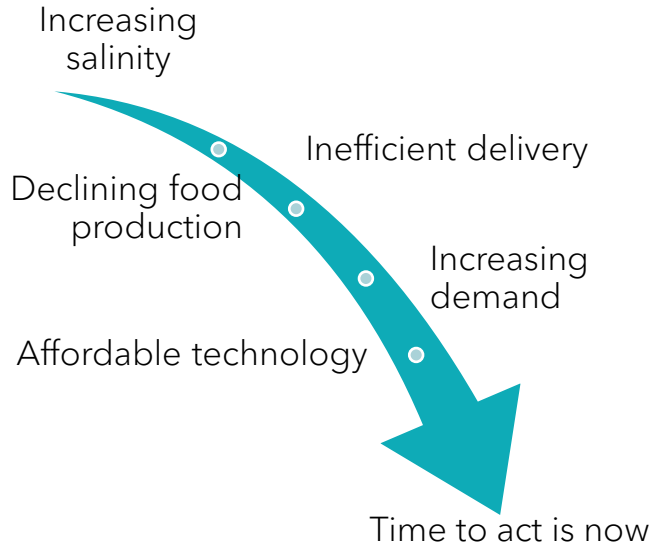 Increasing
salinity
Inefficient delivery
Declining food
production
Increasing
demand
Affordable technology
Time to act is now